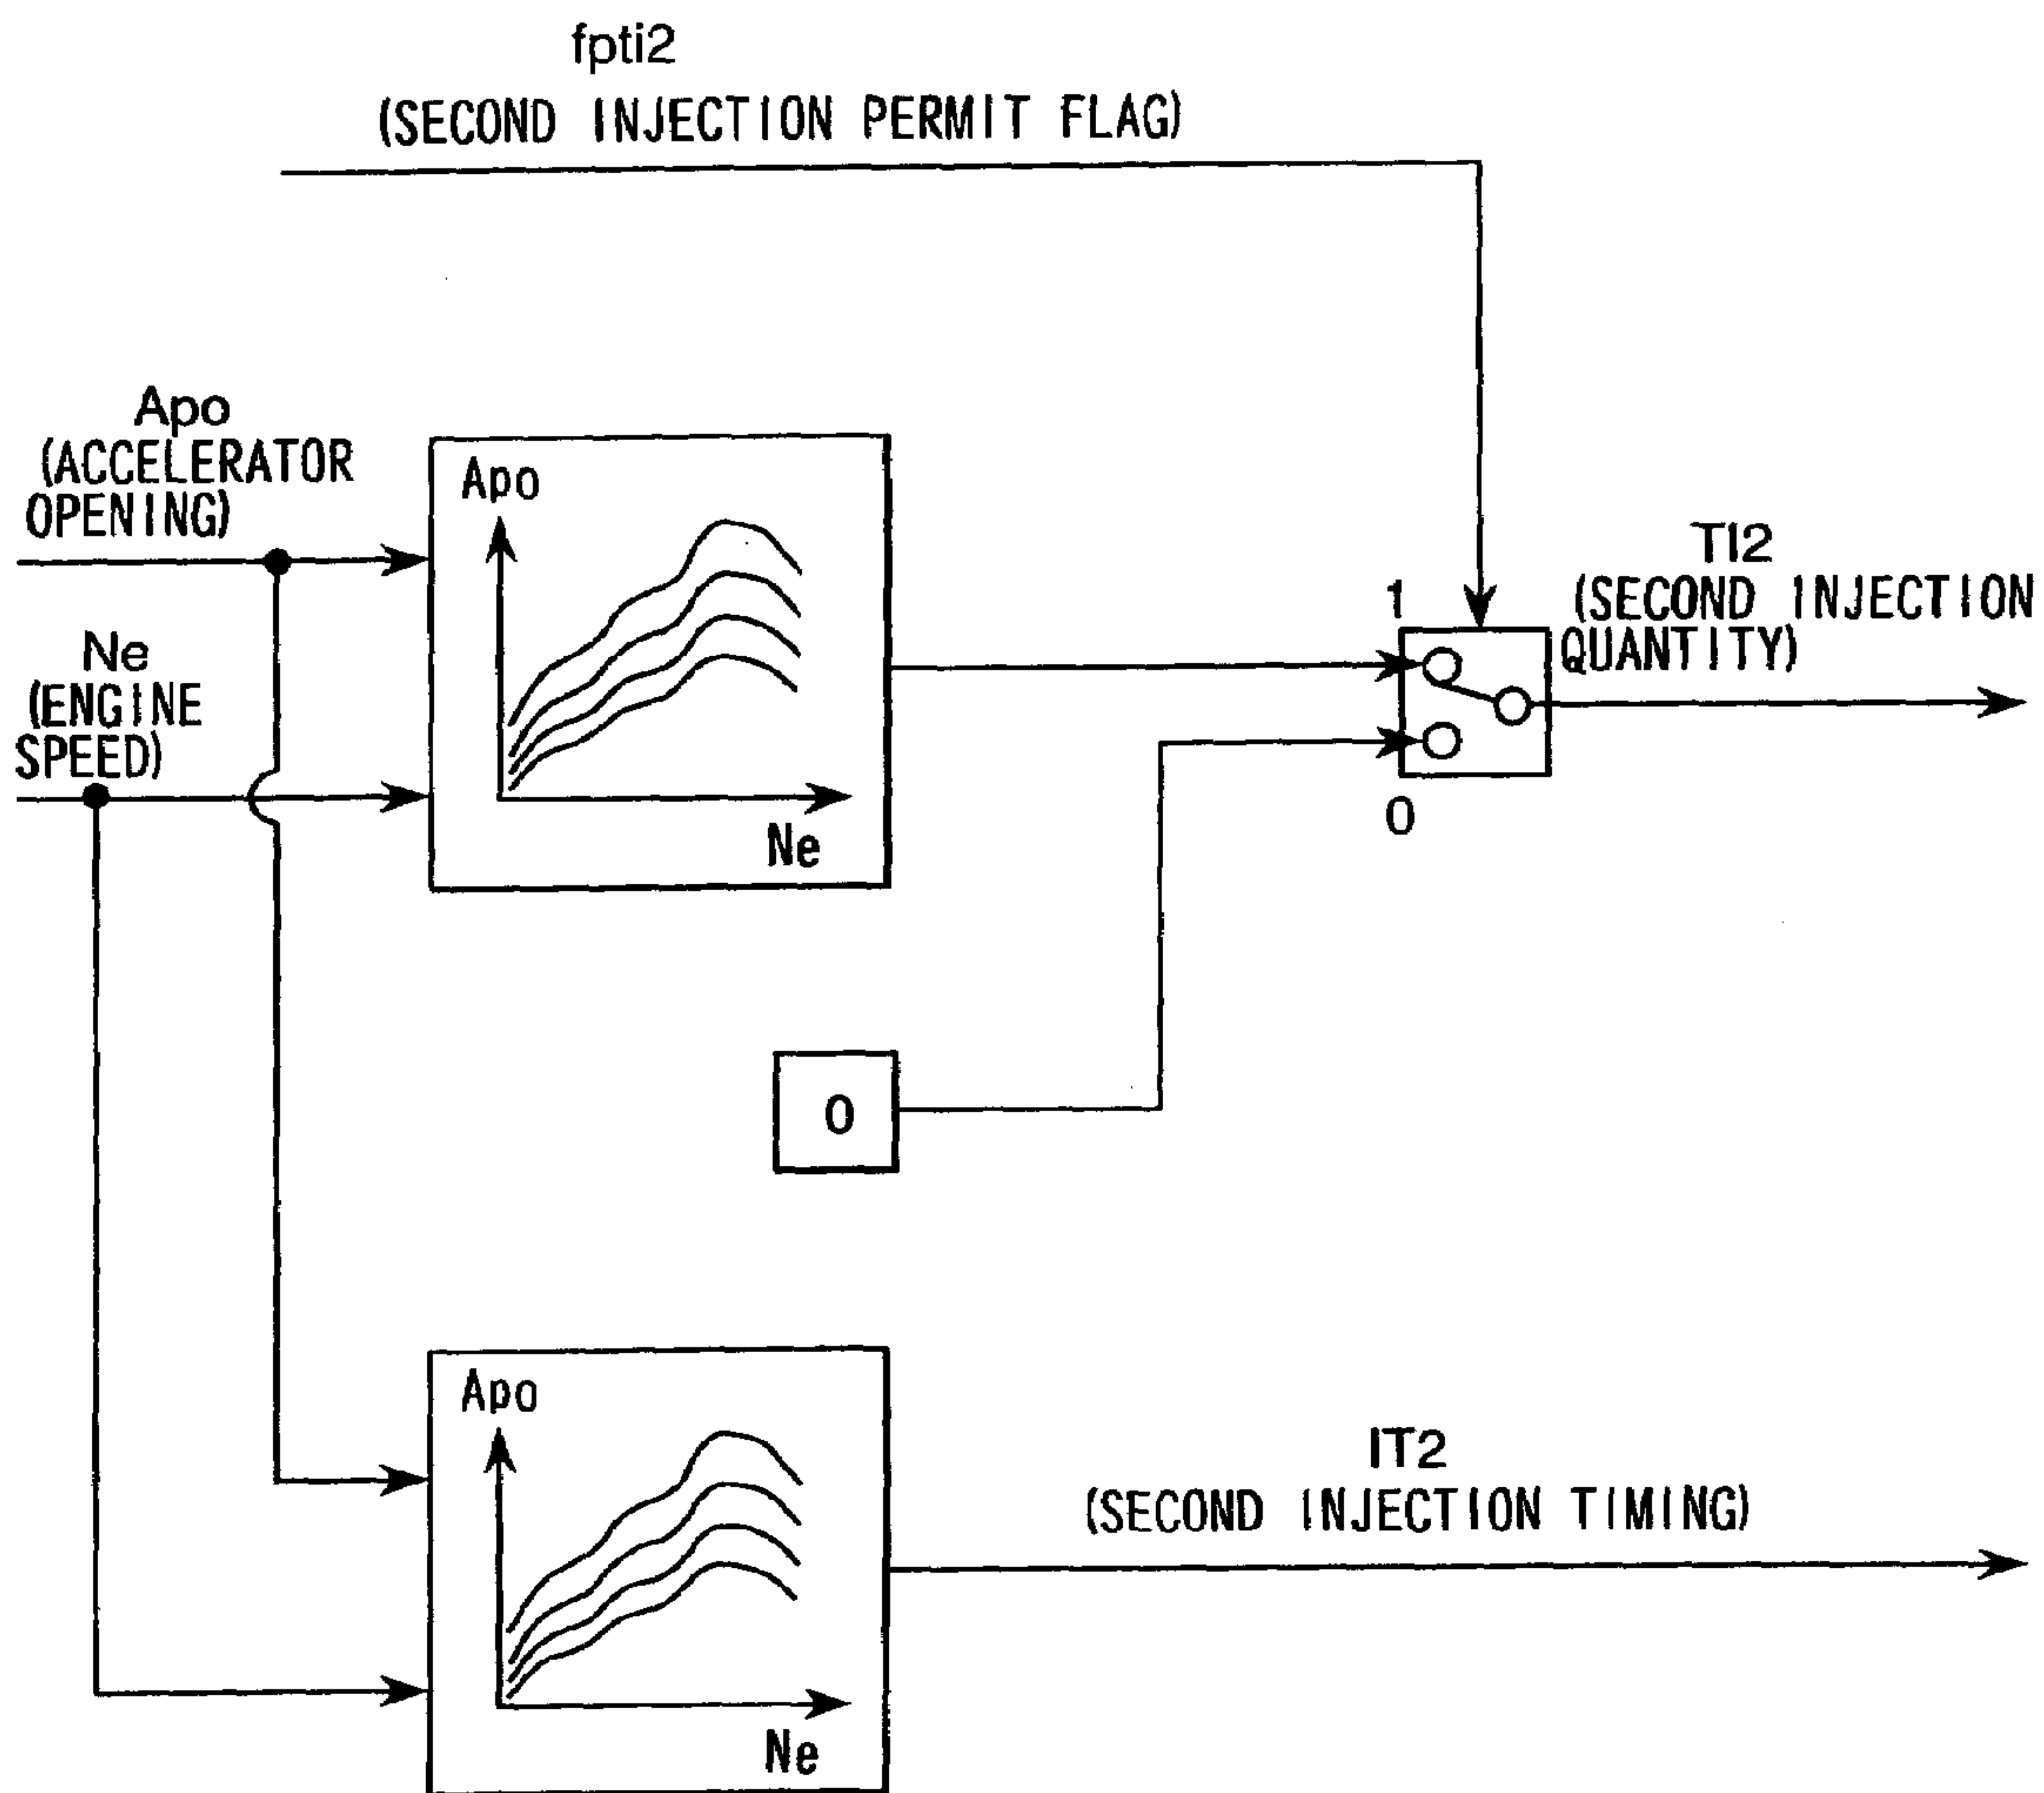 fpti2
(SECOND INJECTION PERMIT FLAG)
Apo
(ACCELERATOR
OPENING)
Ne
(ENGINE
SPEED)
Apo
Ne
1
0
TI2
(SECOND INJECTION
QUANTITY)
0
Apo
Ne
IT2
(SECOND INJECTION TIMING)